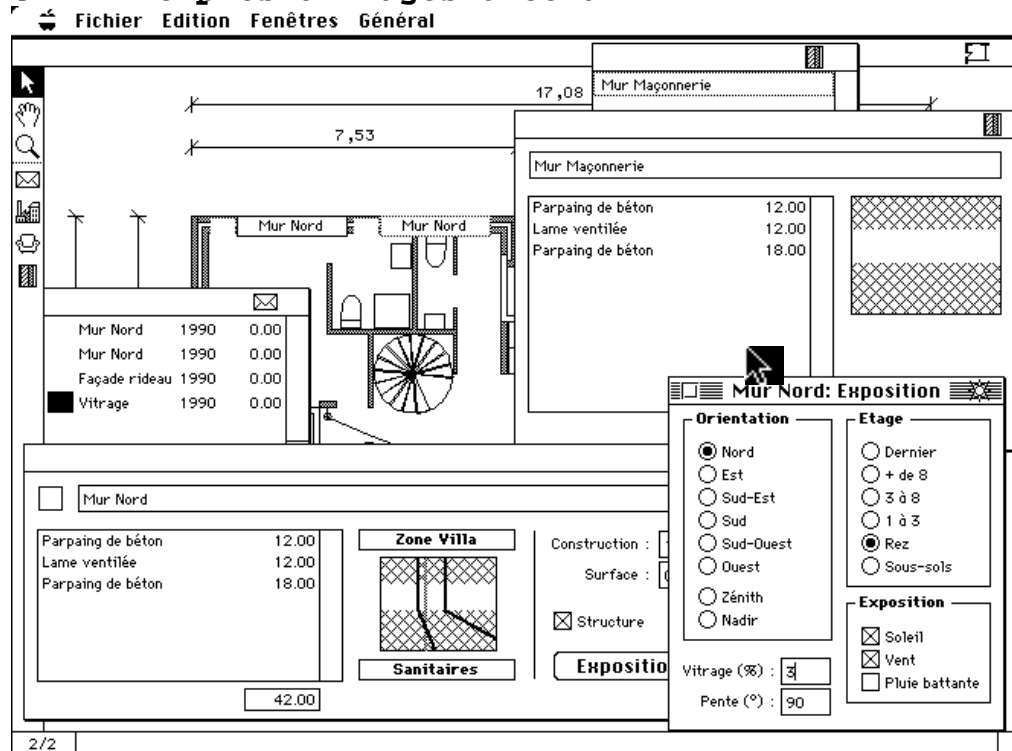 Fichier Edition Fenêtres Général
17,08
Mur Maçonnerie
7,53
Mur Maçonnerie
Parpaing de béton 12.00
Lame ventilée 12.00
Parpaing de béton 18.00
Mur Nord Mur Nord
Mur Nord 1990 0.00
Mur Nord 1990 0.00
Façade rideau 1990 0.00
Vitrage 1990 0.00
Mur Nord: Exposition
Orientation
Nord
Est
Sud-Est
Sud
Sud-Ouest
Ouest
Zénith
Nadir
Vitrage (%) : 3
Pente (°) : 90
Etage
Dernier
+ de 8
3 à 8
1 à 3
Rez
Sous-sols
Exposition
Soleil
Vent
Pluie battante
Mur Nord
Parpaing de béton 12.00
Lame ventilée 12.00
Parpaing de béton 18.00
42.00
Zone Villa
Sanitaires
Construction :
Surface :
Structure
Expositio
2/2